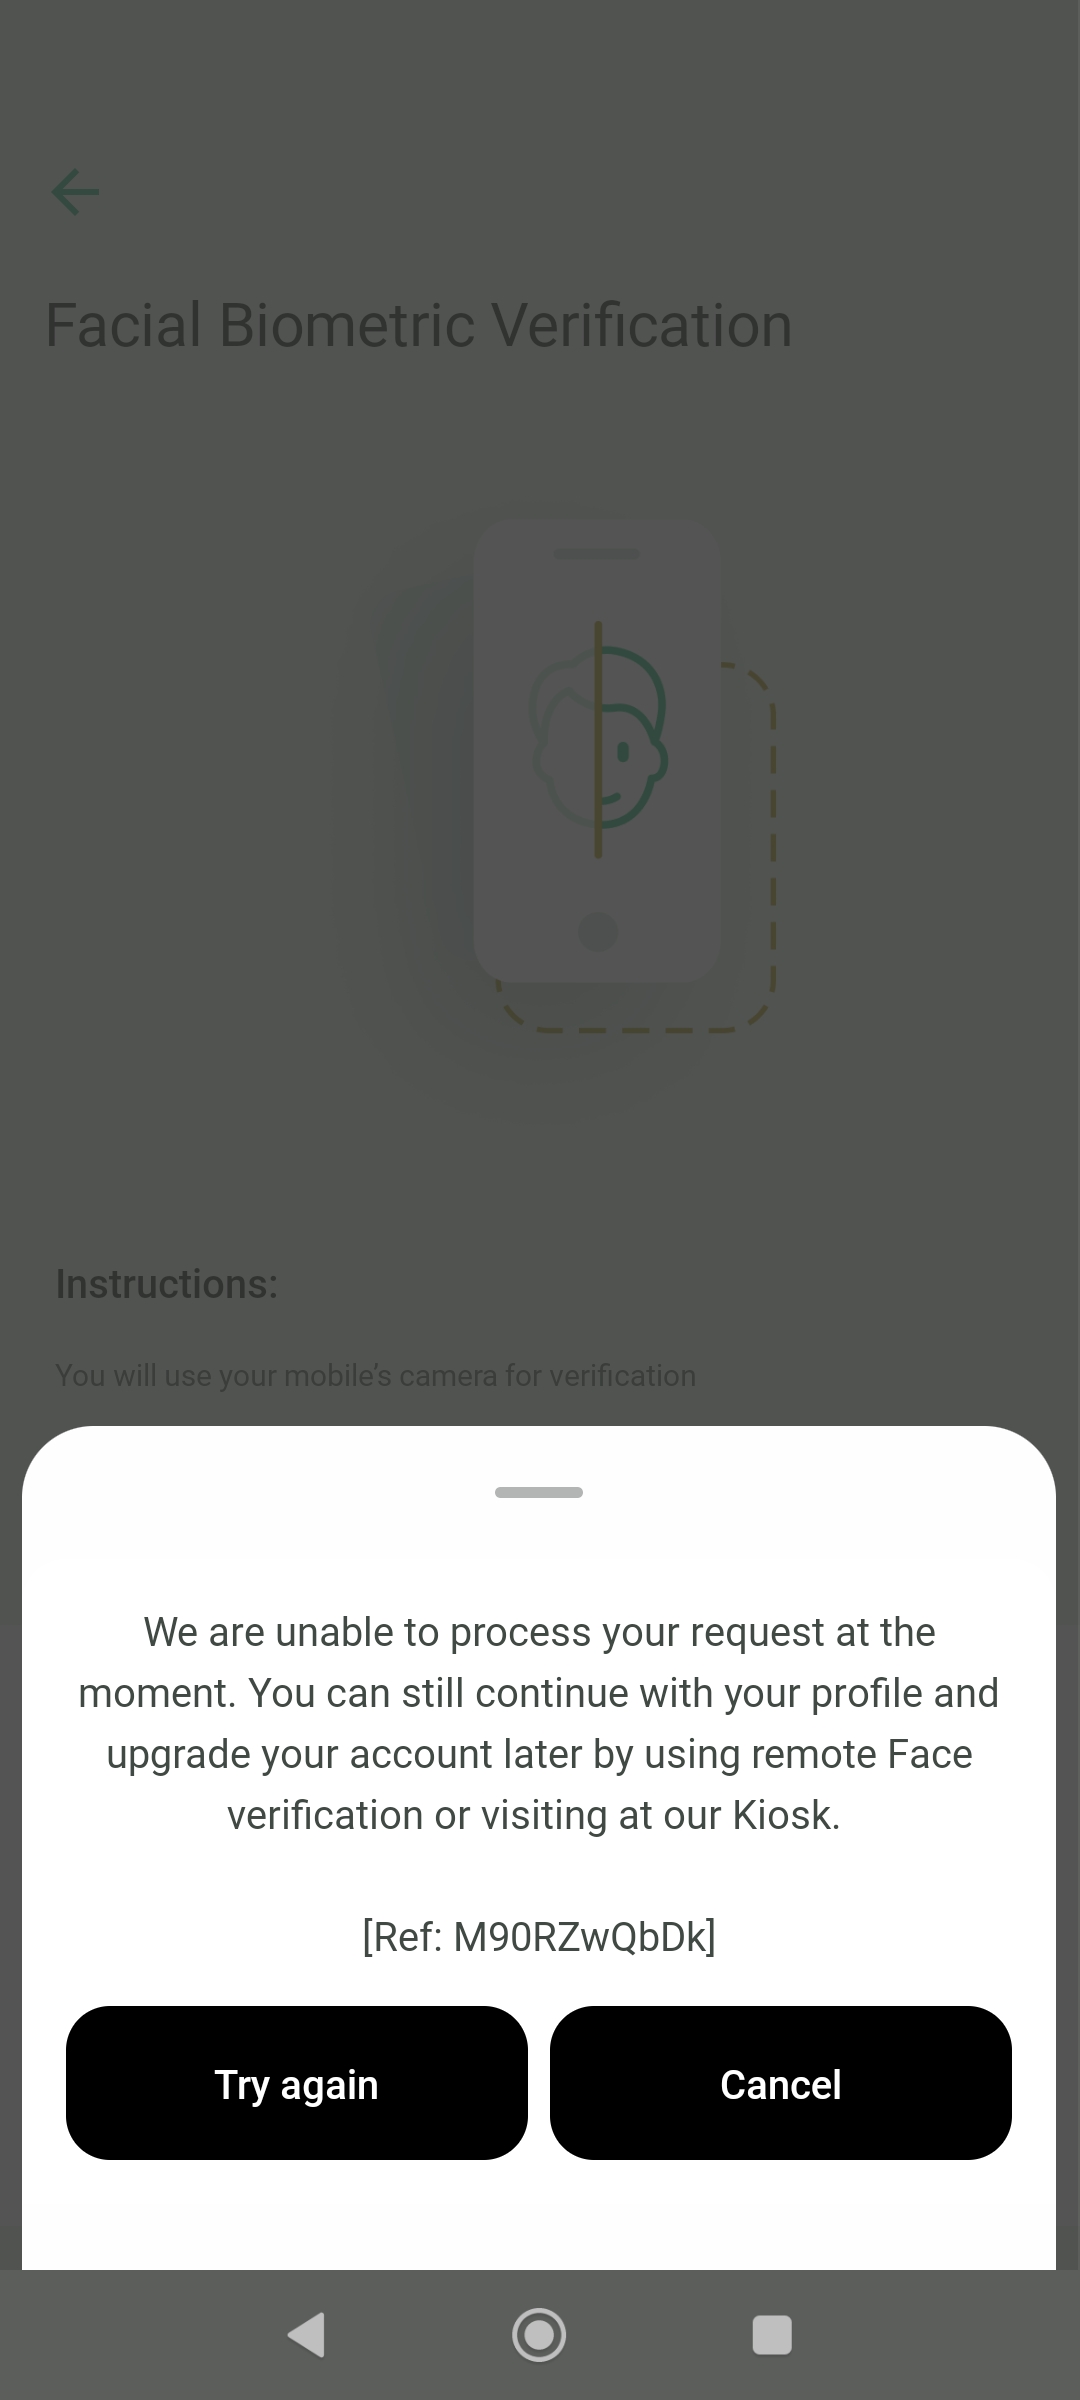 Facial Biometric Verification
Instructions:
You will use your mobile’s camera for verification
We are unable to process your request at the
moment. You can still continue with your profile and
upgrade your account later by using remote Face
verification or visiting at our Kiosk.
[Ref: M90RZwQbDk]
Try again
Cancel